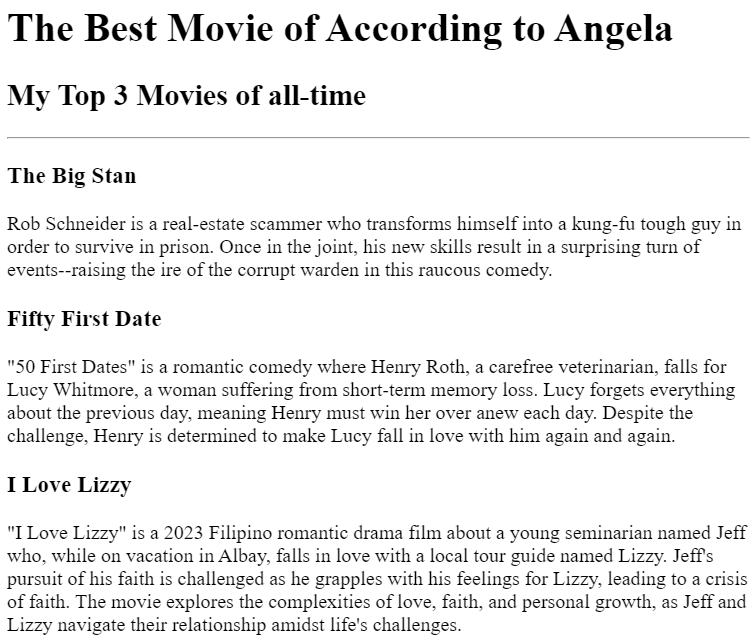 The Best Movie of According to Angela
My Top 3 Movies of all-time
The Big Stan
Rob Schneider is a real-estate scammer who transforms himself into a kung-fu tough guy in
order to survive in prison. Once in the joint, his new skills result in a surprising turn of
events--raising the ire of the corrupt warden in this raucous comedy.
Fifty First Date
"50 First Dates" is a romantic comedy where Henry Roth, a carefree veterinarian, falls for
Lucy Whitmore, a woman suffering from short-term memory loss. Lucy forgets everything
about the previous day, meaning Henry must win her over anew each day. Despite the
challenge, Henry is determined to make Lucy fall in love with him again and again.
I Love Lizzy
"I Love Lizzy" is a 2023 Filipino romantic drama film about a young seminarian named Jeff
who, while on vacation in Albay, falls in love with a local tour guide named Lizzy. Jeff's
pursuit of his faith is challenged as he grapples with his feelings for Lizzy, leading to a crisis
of faith. The movie explores the complexities of love, faith, and personal growth, as Jeff and
Lizzy navigate their relationship amidst life's challenges.